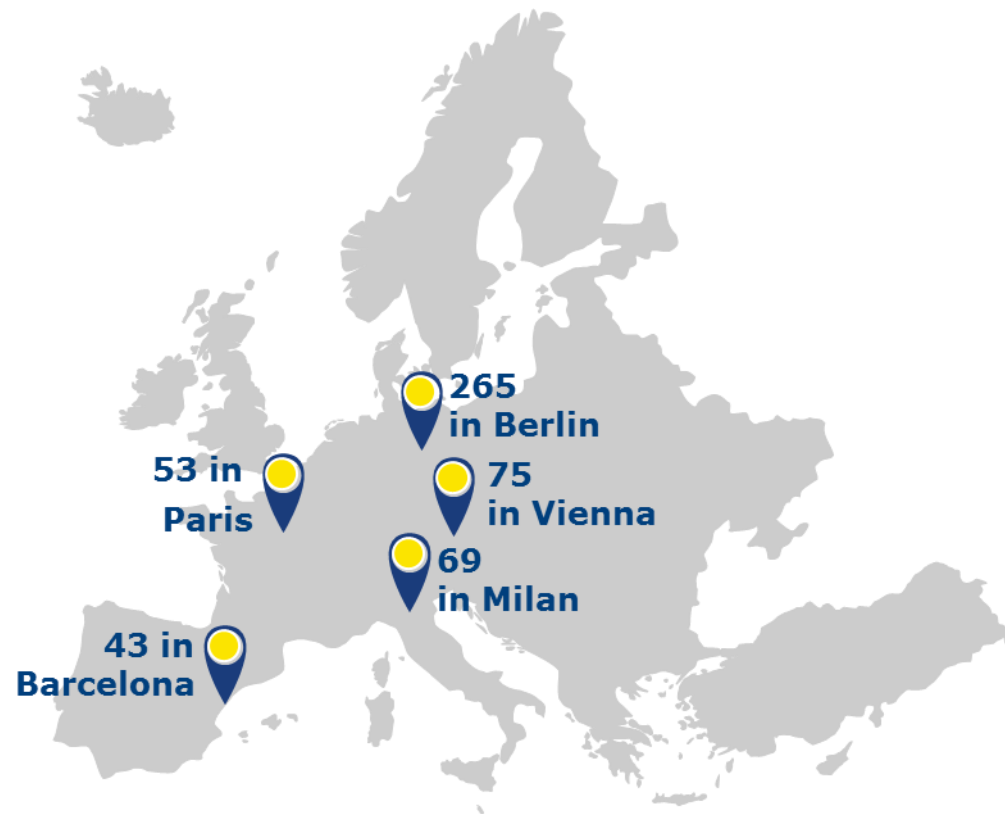 265
in Berlin
53 in
Paris
75
in Vienna
69
in Milan
43 in
Barcelona